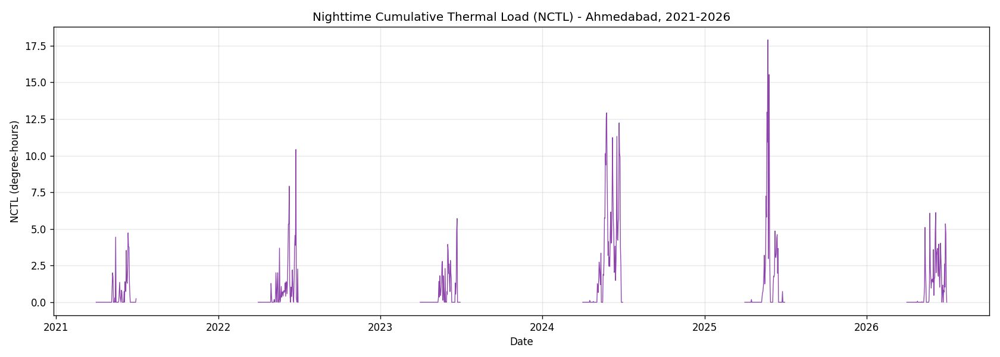 Nighttime Cumulative Thermal Load (NCTL) - Ahmedabad, 2021-2026
NCTL (degree-hours)
17.5
15.0
12.5
10.0
7.5
5.0
2.5
0.0
2021 2022 2023 2024 2025 2026
Date